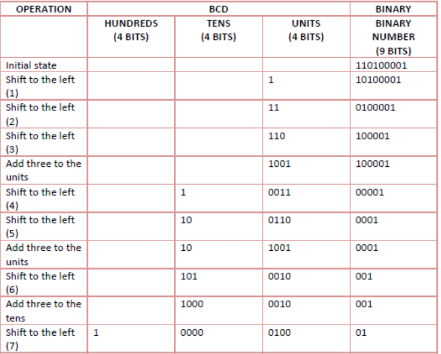 OPERATION BCD BINARY
HUNDREDS TENS UNITS BINARY
(4 BITS) (4 BITS) (4 BITS) NUMBER
(9 BITS)
Initial state 110100001
Shift to the left 1 10100001
(1)
Shift to the left 11 0100001
(2)
Shift to the left 110 100001
(3)
Add three to the 1001 100001
units
Shift to the left 1 0011 00001
(4)
Shift to the left 10 0110 0001
(5)
Add three to the 10 1001 0001
units
Shift to the left 101 0010 001
(6)
Add three to the 1000 0010 001
tens
Shift to the left 1 0000 0100 01
(7)